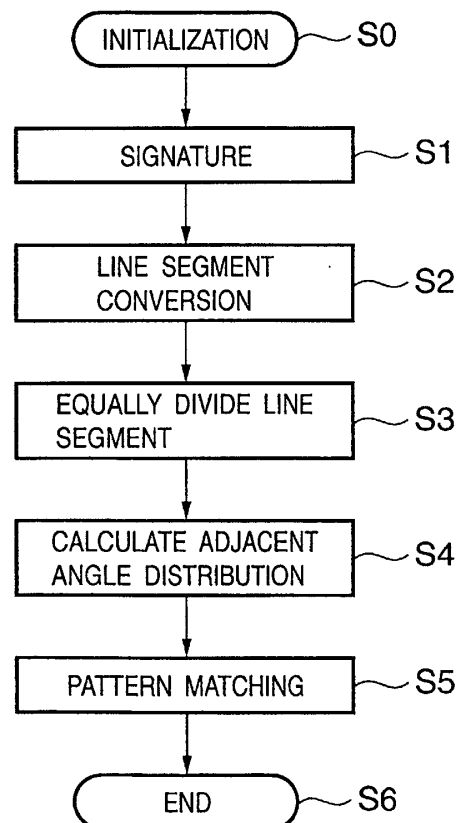 INITIALIZATION S0
SIGNATURE S1
LINE SEGMENT
CONVERSION S2
EQUALLY DIVIDE LINE
SEGMENT S3
CALCULATE ADJACENT
ANGLE DISTRIBUTION S4
PATTERN MATCHING S5
END S6